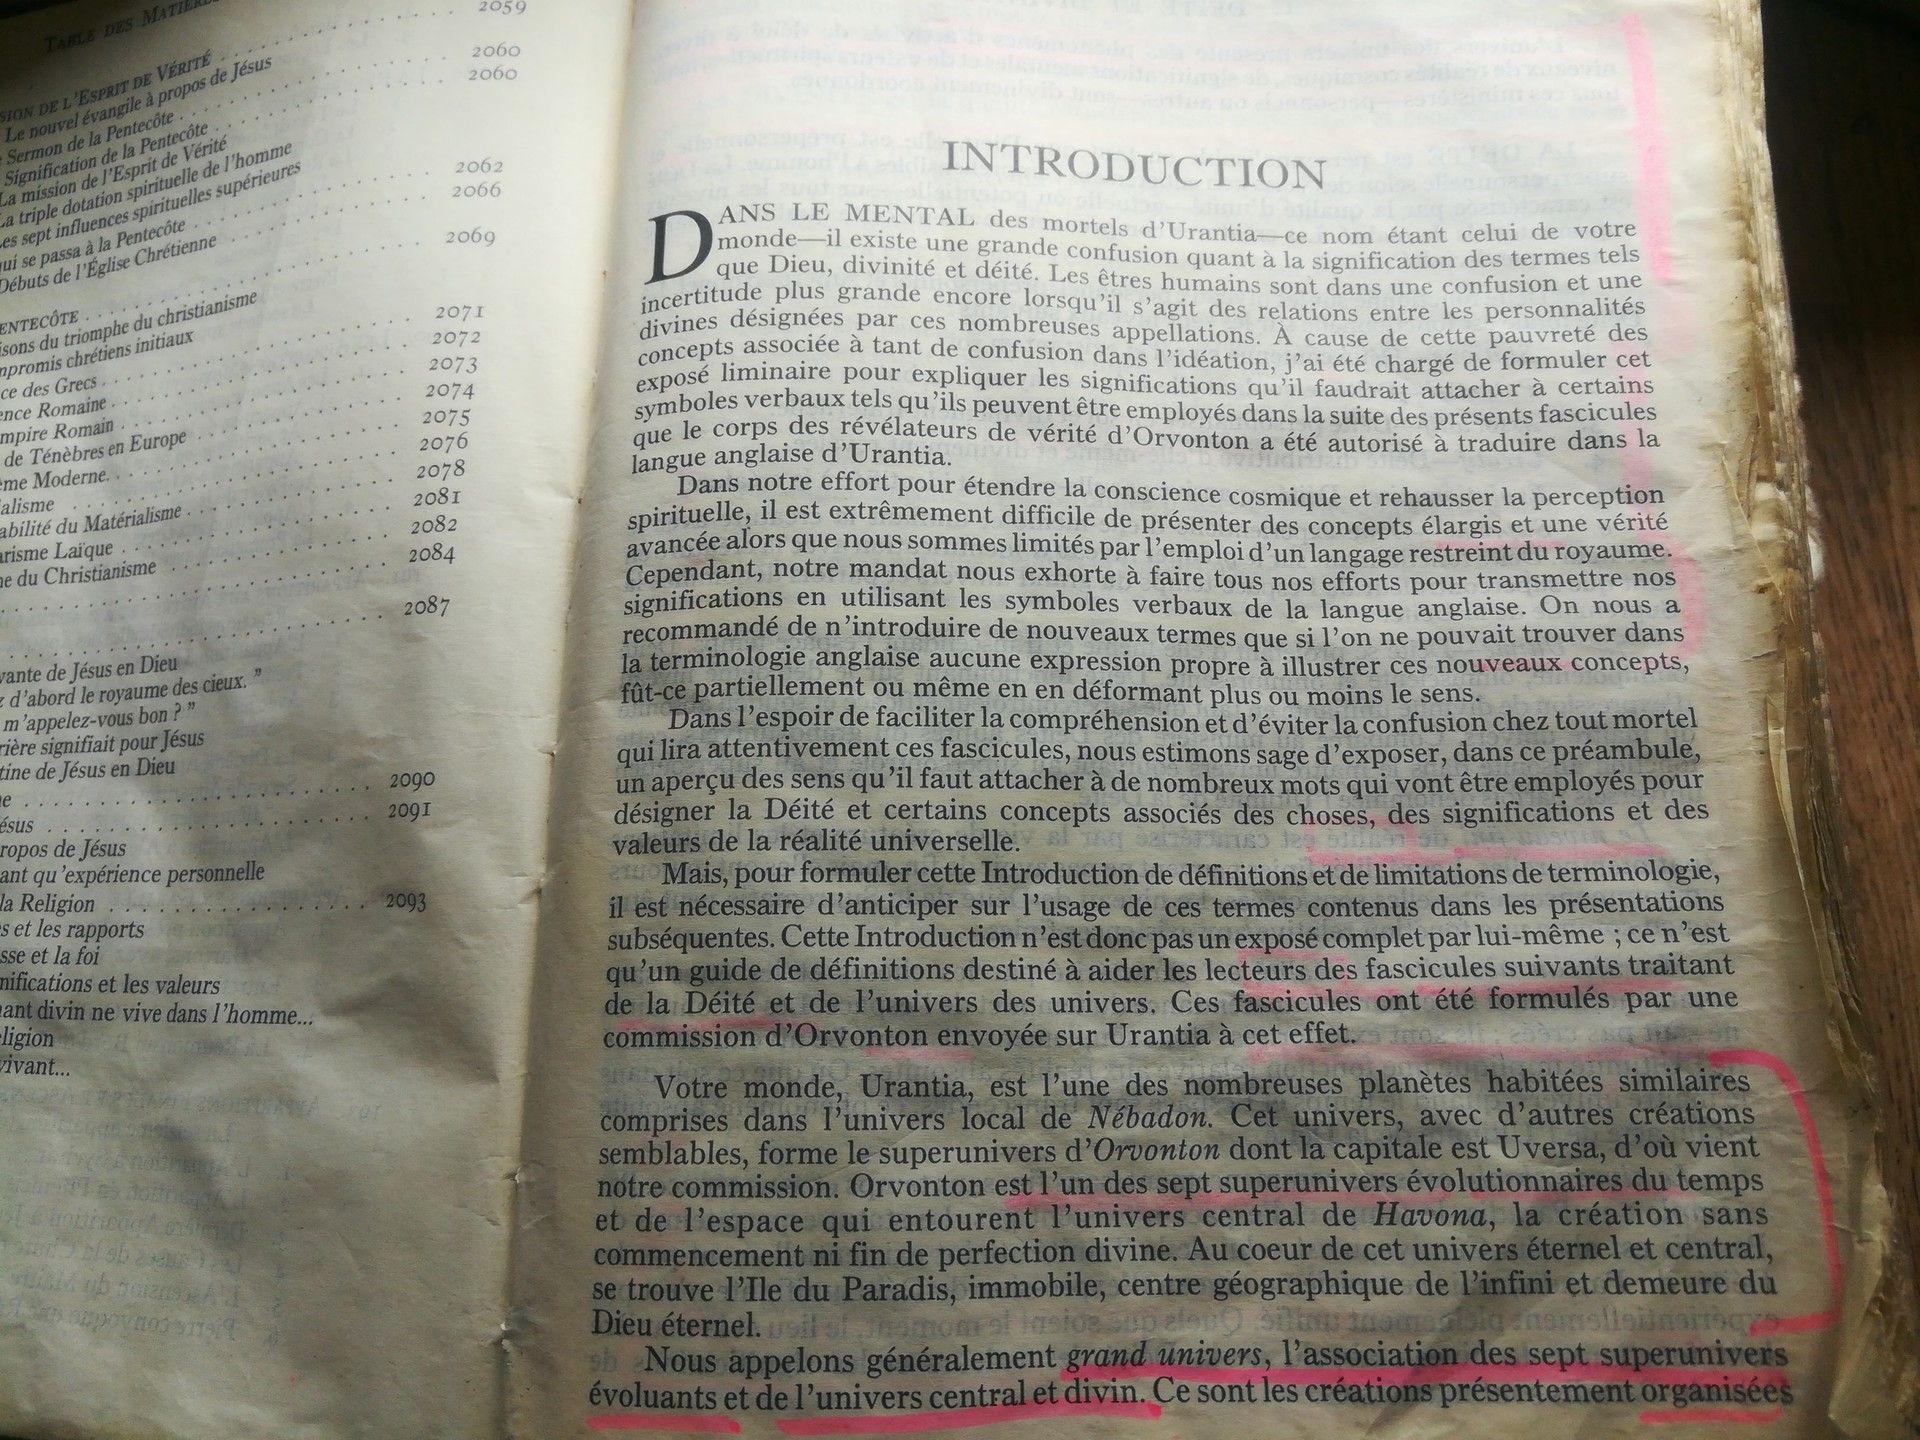 TABLE DES MATIÈRES
2059
SION DE L'ESPRIT DE VÉRITÉ
Le nouvel évangile à propos de Jésus 2060
Sermon de la Pentecôte 2060
Signification de la Pentecôte
La mission de l'Esprit de Vérité
La triple dotation spirituelle de l'homme 2062
Les sept influences spirituelles supérieures 2066
qui se passa à la Pentecôte
Débuts de l'Église Chrétienne 2069
ENTECÔTE
isons du triomphe du christianisme 2071
mpromis chrétiens initiaux 2072
ce des Grecs 2073
ence Romaine 2074
mpire Romain 2075
de Ténèbres en Europe 2076
ème Moderne. 2078
ialisme 2081
abilité du Matérialisme 2082
arisme Laïque 2084
ne du Christianisme
2087
vante de Jésus en Dieu
z d'abord le royaume des cieux. ”
m'appelez-vous bon ? ”
rière signifiait pour Jésus
tine de Jésus en Dieu
ne 2090
ésus 2091
ropos de Jésus
ant qu'expérience personnelle
la Religion 2093
s et les rapports
sse et la foi
nifications et les valeurs
nant divin ne vive dans l'homme...
eligion
vivant...
INTRODUCTION
DANS LE MENTAL des mortels d'Urantia—ce nom étant celui de votre
monde—il existe une grande confusion quant à la signification des termes tels
que Dieu, divinité et déité. Les êtres humains sont dans une confusion et une
incertitude plus grande encore lorsqu'il s'agit des relations entre les personnalités
divines désignées par ces nombreuses appellations. À cause de cette pauvreté des
concepts associée à tant de confusion dans l'idéation, j'ai été chargé de formuler cet
exposé liminaire pour expliquer les significations qu'il faudrait attacher à certains
symboles verbaux tels qu'ils peuvent être employés dans la suite des présents fascicules
que le corps des révélateurs de vérité d'Orvonton a été autorisé à traduire dans la
langue anglaise d'Urantia.
Dans notre effort pour étendre la conscience cosmique et rehausser la perception
spirituelle, il est extrêmement difficile de présenter des concepts élargis et une vérité
avancée alors que nous sommes limités par l'emploi d'un langage restreint du royaume.
Cependant, notre mandat nous exhorte à faire tous nos efforts pour transmettre nos
significations en utilisant les symboles verbaux de la langue anglaise. On nous a
recommandé de n'introduire de nouveaux termes que si l'on ne pouvait trouver dans
la terminologie anglaise aucune expression propre à illustrer ces nouveaux concepts,
fût-ce partiellement ou même en en déformant plus ou moins le sens.
Dans l'espoir de faciliter la compréhension et d'éviter la confusion chez tout mortel
qui lira attentivement ces fascicules, nous estimons sage d'exposer, dans ce préambule,
un aperçu des sens qu'il faut attacher à de nombreux mots qui vont être employés pour
désigner la Déité et certains concepts associés des choses, des significations et des
valeurs de la réalité universelle.
Mais, pour formuler cette Introduction de définitions et de limitations de terminologie,
il est nécessaire d'anticiper sur l'usage de ces termes contenus dans les présentations
subséquentes. Cette Introduction n'est donc pas un exposé complet par lui-même ; ce n'est
qu'un guide de définitions destiné à aider les lecteurs des fascicules suivants traitant
de la Déité et de l'univers des univers. Ces fascicules ont été formulés par une
commission d'Orvonton envoyée sur Urantia à cet effet.
Votre monde, Urantia, est l'une des nombreuses planètes habitées similaires
comprises dans l'univers local de Nébadon. Cet univers, avec d'autres créations
semblables, forme le superunivers d'Orvonton dont la capitale est Uversa, d'où vient
notre commission. Orvonton est l'un des sept superunivers évolutionnaires du temps
et de l'espace qui entourent l'univers central de Havona, la création sans
commencement ni fin de perfection divine. Au coeur de cet univers éternel et central,
se trouve l'Ile du Paradis, immobile, centre géographique de l'infini et demeure du
Dieu éternel.
Nous appelons généralement grand univers, l'association des sept superunivers
évoluants et de l'univers central et divin. Ce sont les créations présentement organisées